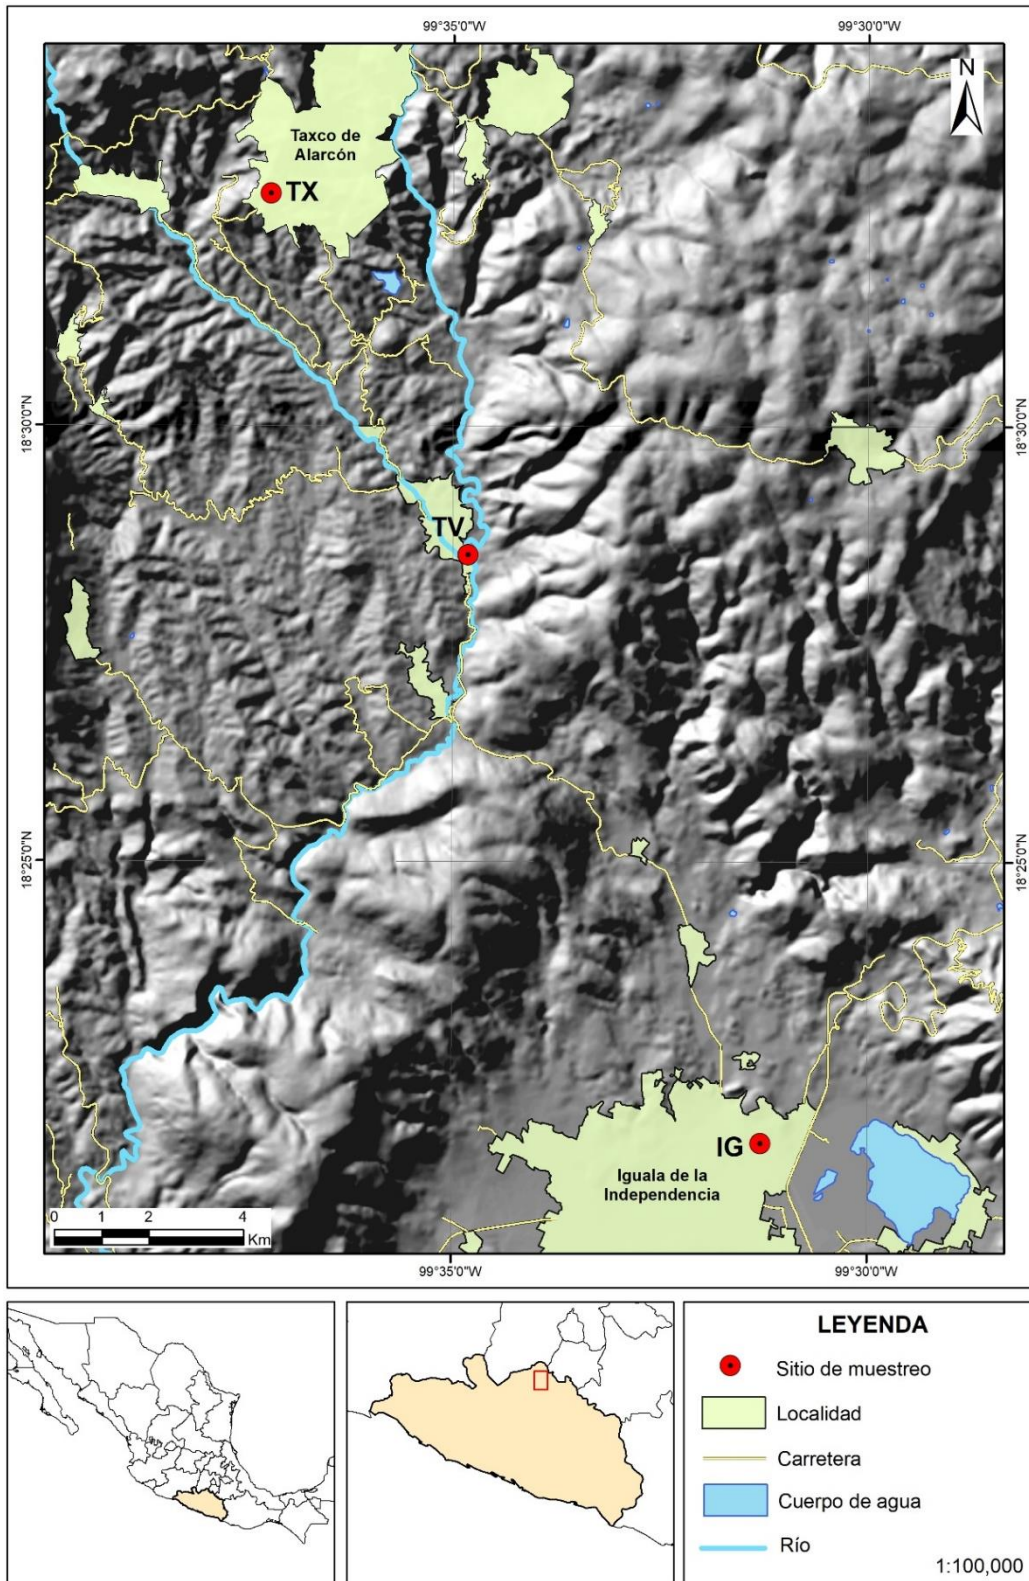 99°35'0"W
99°30'0"W
N
Taxco de
Alarcón
TX
18°30'0"N
18°30'0"N
TV
18°25'0"N
18°25'0"N
IG
Iguala de la
Independencia
0 1 2 4
Km
99°35'0"W
99°30'0"W
LEYENDA
Sitio de muestreo
Localidad
Carretera
Cuerpo de agua
Río
1:100,000